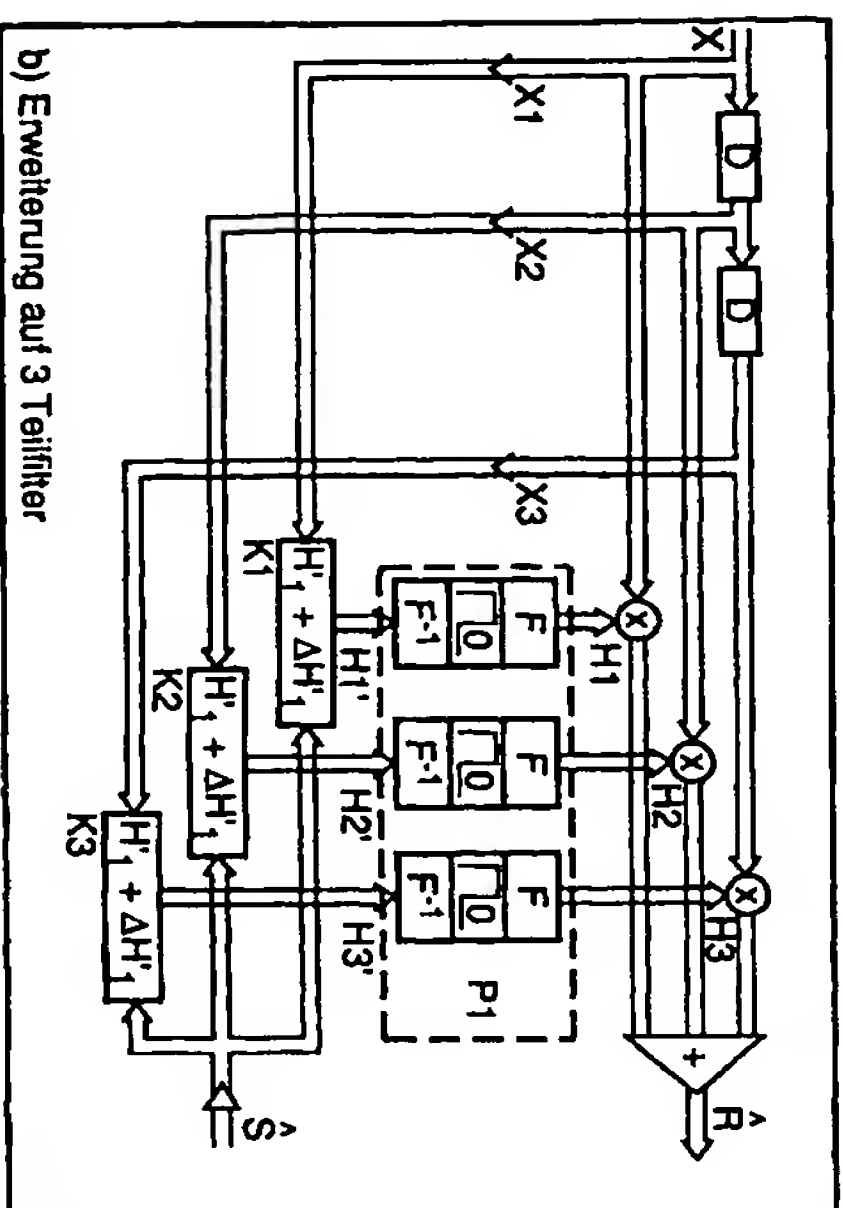 X
D
D
X1
X2
X3
H1
H2
H3
+
R̂
F
0
F-1
F
0
F-1
F
0
F-1
P1
H1'
H2'
H3'
H'1 + ΔH'1
K1
H'1 + ΔH'1
K2
H'1 + ΔH'1
K3
Ŝ
b) Erweiterung auf 3 Teilfilter